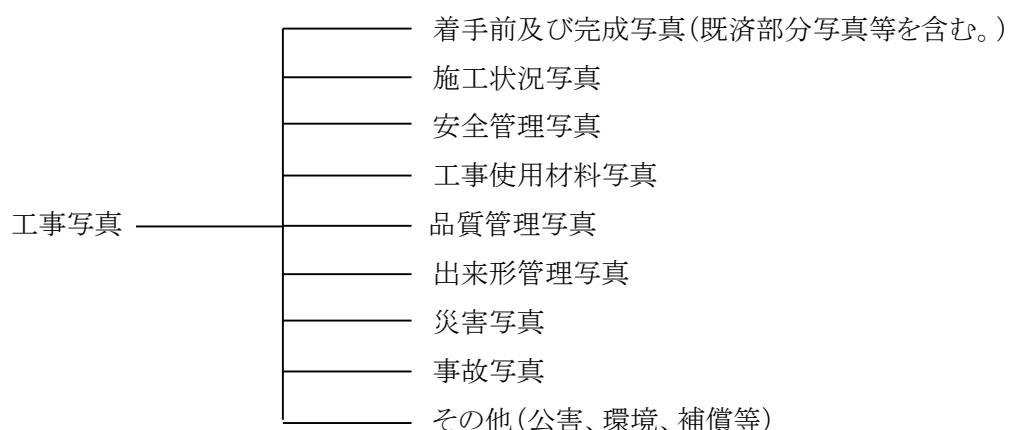 着手前及び完成写真(既済部分写真等を含む。)
施工状況写真
安全管理写真
工事使用材料写真
工事写真
品質管理写真
出来形管理写真
災害写真
事故写真
その他(公害、環境、補償等)